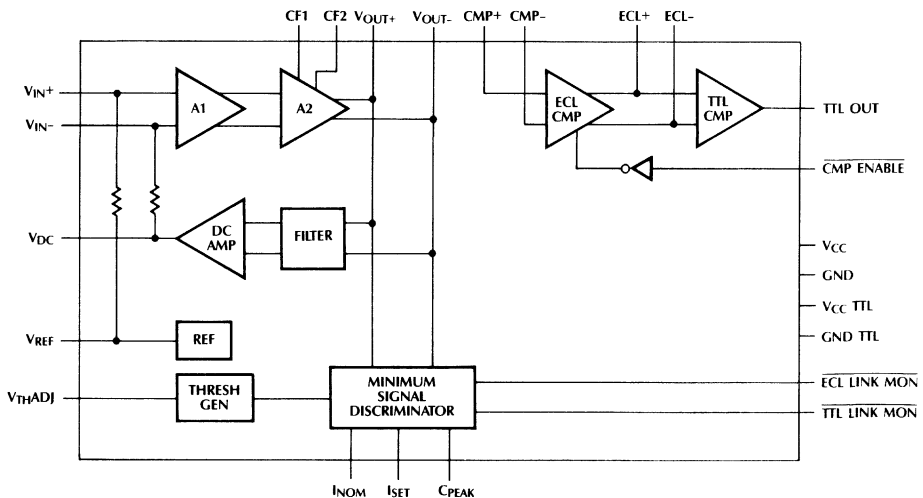 CF1 CF2 VOUT+ VOUT– CMP+ CMP– ECL+ ECL–
VIN+
VIN–
A1
A2
ECL
CMP
TTL
CMP
TTL OUT
CMP ENABLE
VDC
DC
AMP
FILTER
VCC
GND
VCC TTL
GND TTL
VREF
REF
VTHADJ
THRESH
GEN
MINIMUM
SIGNAL
DISCRIMINATOR
ECL LINK MON
TTL LINK MON
INOM ISET CPEAK